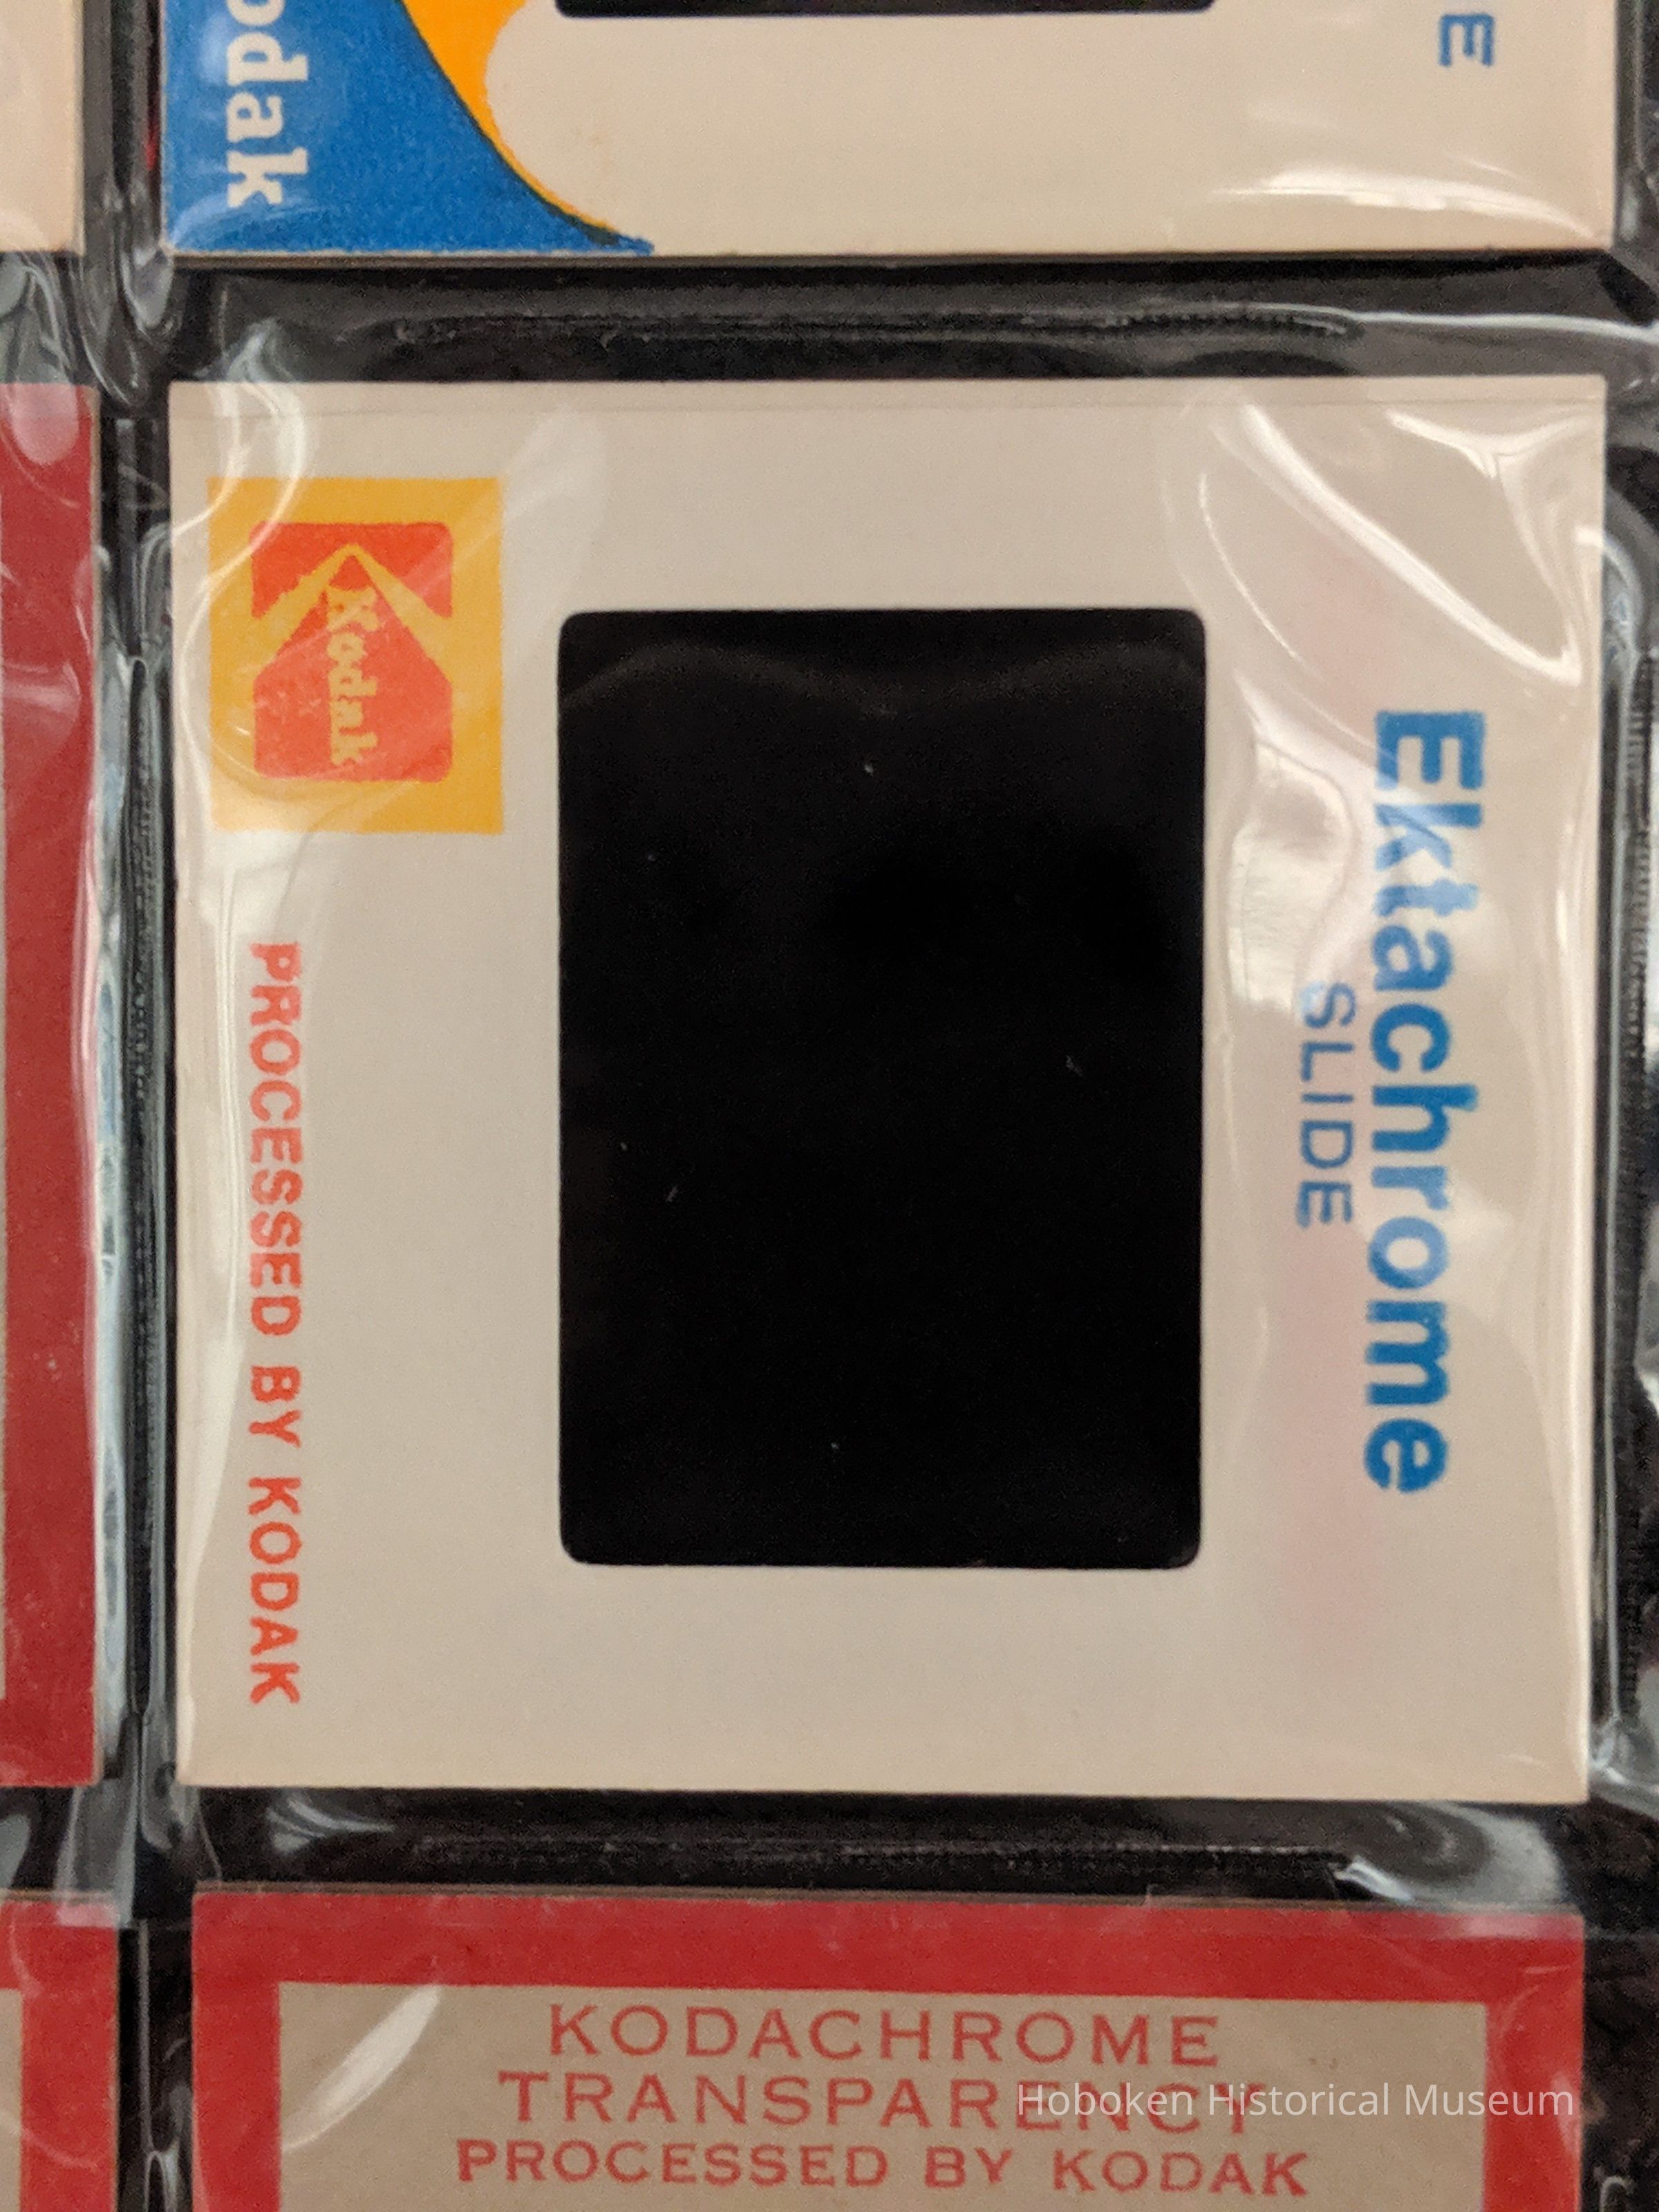 odak
E
Kodak
PROCESSED BY KODAK
Ektachrome
SLIDE
KODACHROME
TRANSPARENCY
PROCESSED BY KODAK
Hoboken Historical Museum